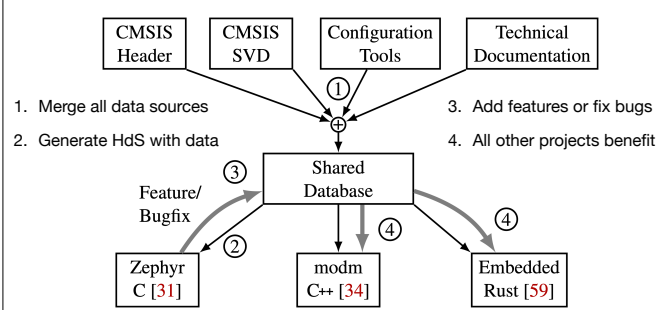 CMSIS
Header
CMSIS
SVD
Configuration
Tools
Technical
Documentation
1
1. Merge all data sources
2. Generate HdS with data
3. Add features or fix bugs
4. All other projects benefit
+
Shared
Database
3
Feature/
Bugfix
2
4
4
Zephyr
C [31]
modm
C++ [34]
Embedded
Rust [59]